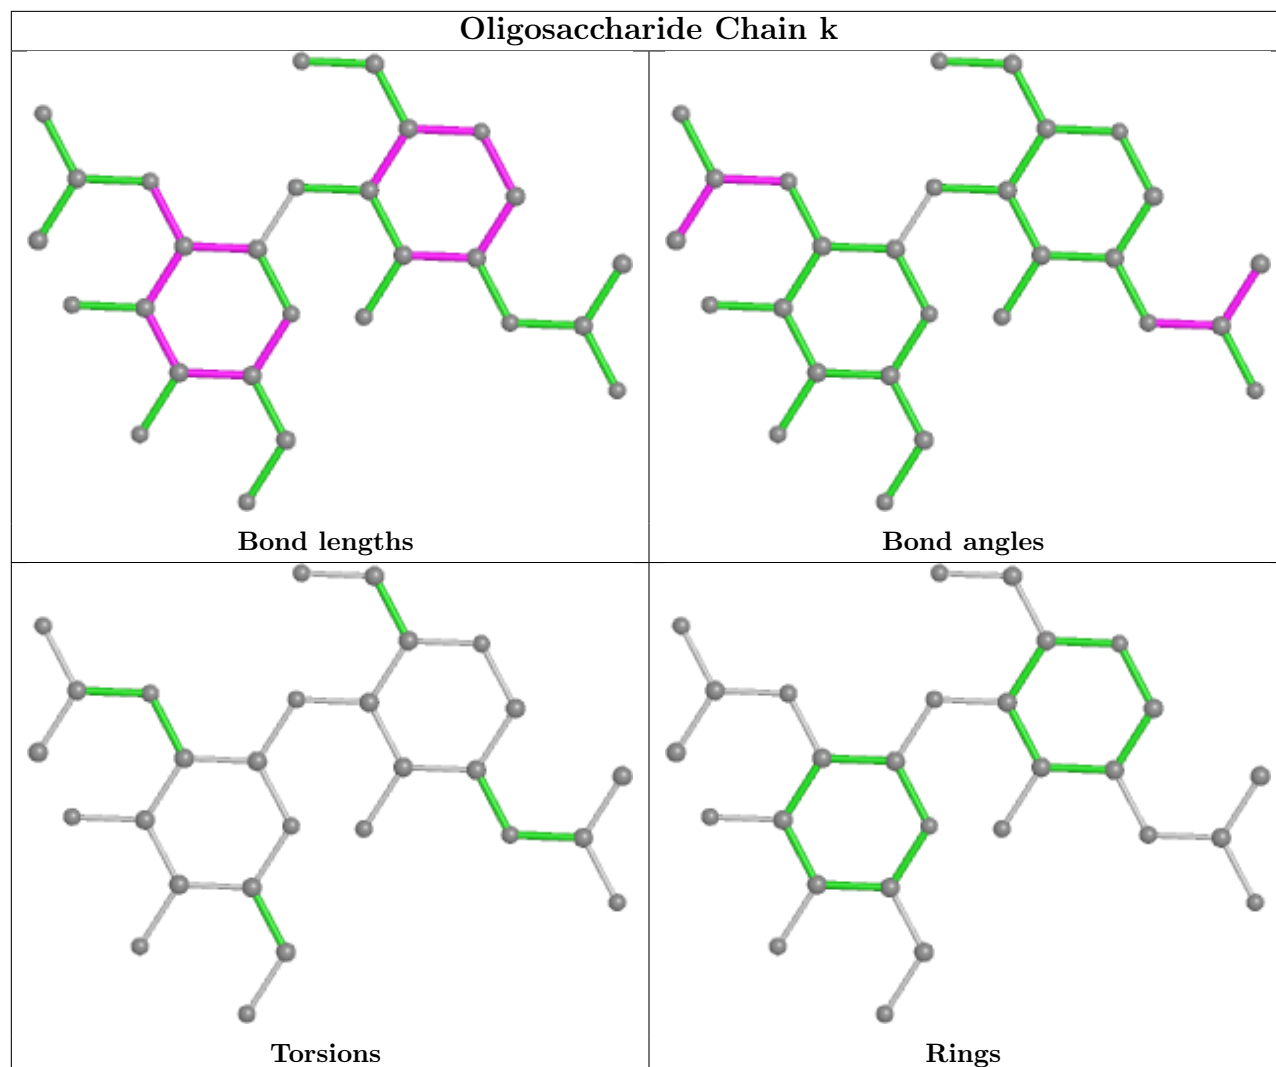 Oligosaccharide Chain k
Bond lengths
Bond angles
Torsions
Rings